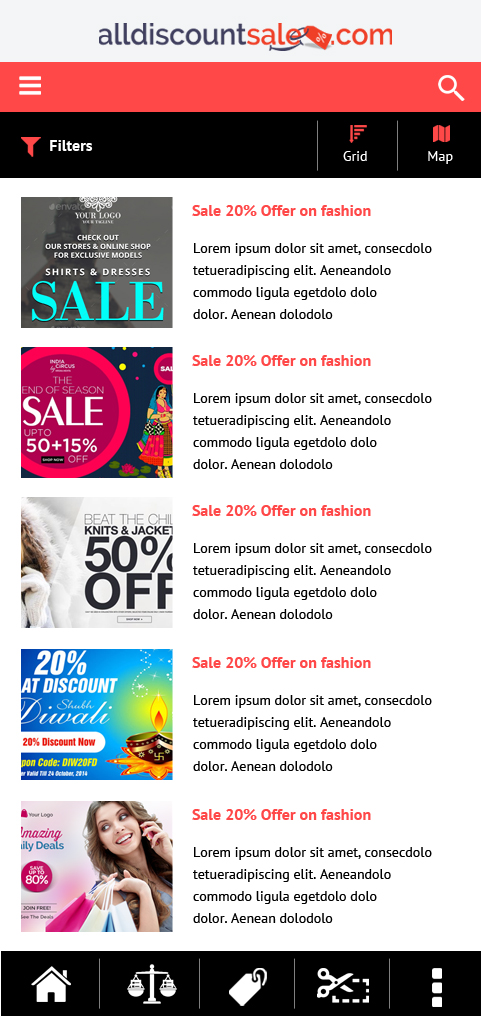 alldiscountsale.com
%
Filters
Grid
Map
envato
YOUR LOGO
YOUR TAGLINE
CHECK OUT
OUR STORES & ONLINE SHOP
FOR EXCLUSIVE MODELS
SHIRTS & DRESSES
SALE
Sale 20% Offer on fashion
Lorem ipsum dolor sit amet, consecdolo
tetueradipiscing elit. Aeneandolo
commodo ligula egetdolo dolo
dolor. Aenean dolodolo
INDIA
CIRCUS
THE
END OF SEASON
SALE
UPTO
50+15%
SHOP NOW
OFF
SAL
Sale 20% Offer on fashion
Lorem ipsum dolor sit amet, consecdolo
tetueradipiscing elit. Aeneandolo
commodo ligula egetdolo dolo
dolor. Aenean dolodolo
BEAT THE CHIL
KNITS & JACKET
50%
OFF
SHOP NOW
Sale 20% Offer on fashion
Lorem ipsum dolor sit amet, consecdolo
tetueradipiscing elit. Aeneandolo
commodo ligula egetdolo dolo
dolor. Aenean dolodolo
20%
AT DISCOUNT
Shubh
Diwali
20% Discount Now
pon Code: DIW20FD
er Valid Till 24 October, 2014
Sale 20% Offer on fashion
Lorem ipsum dolor sit amet, consecdolo
tetueradipiscing elit. Aeneandolo
commodo ligula egetdolo dolo
dolor. Aenean dolodolo
Your Logo
Amazing
ily Deals
SAVE
UP TO
80%
JOIN FREE!
See The Deals
Sale 20% Offer on fashion
Lorem ipsum dolor sit amet, consecdolo
tetueradipiscing elit. Aeneandolo
commodo ligula egetdolo dolo
dolor. Aenean dolodolo